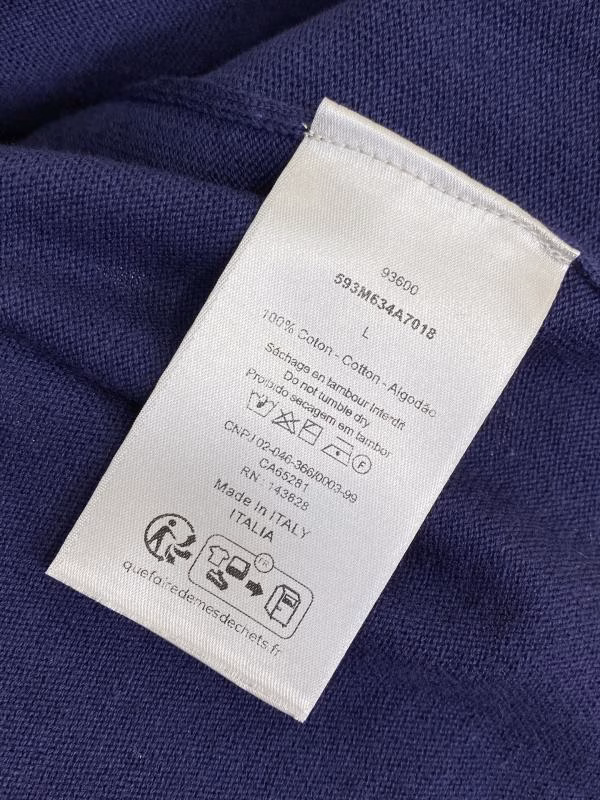 93600
593M634A7018
L
100% Coton - Cotton - Algodão
Séchage en tambour interdit
Do not tumble dry
Proibido secagem em tambor
F
CNPJ 02-046-366/0003-99
CA65281
RN : 143828
Made in ITALY
ITALIA
FR
quefairedemesdechets.fr